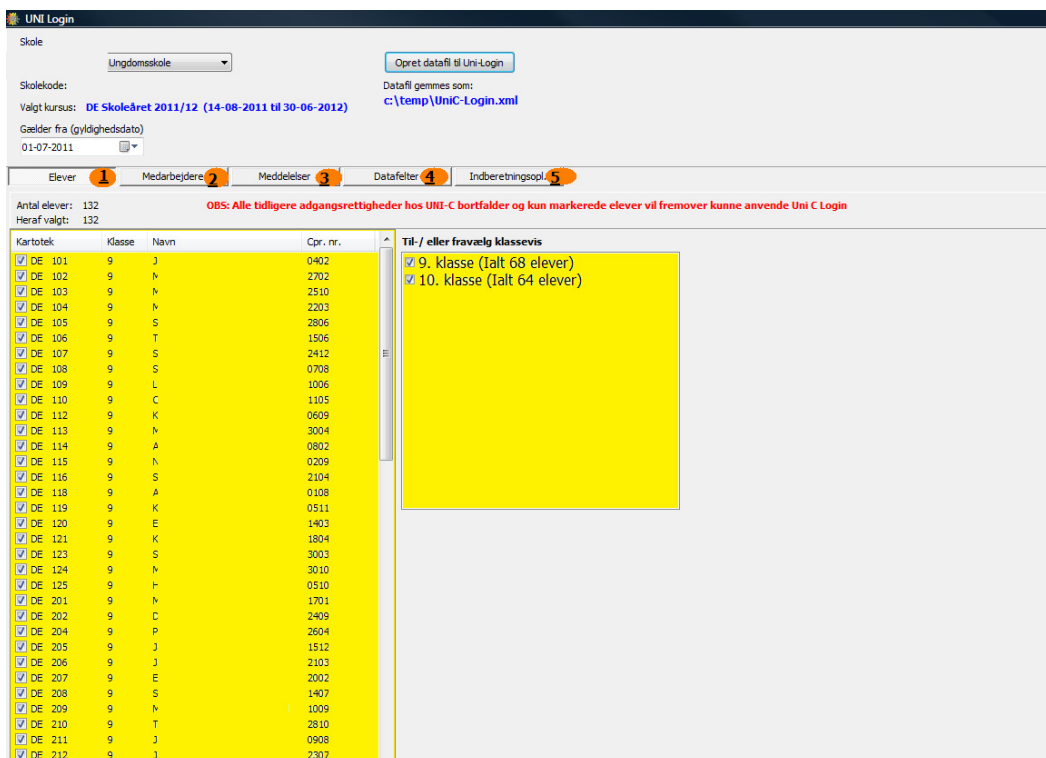 UNI Login
Skole
Ungdomsskole
Opret datafil til Uni-Login
Skolekode:
Datafil gemmes som:
c:\temp\UniC-Login.xml
Valgt kursus: DE Skoleåret 2011/12 (14-08-2011 til 30-06-2012)
Gælder fra (gyldighedsdato)
01-07-2011
Elever 1 Medarbejdere 2 Meddelelser 3 Datafelter 4 Indberetningsopl. 5
Antal elever: 132
Heraf valgt: 132
OBS: Alle tidligere adgangsrettigheder hos UNI-C bortfalder og kun markerede elever vil fremover kunne anvende Uni C Login
Kartotek Klasse Navn Cpr. nr.
DE 101 9 J 0402
DE 102 9 M 2702
DE 103 9 M 2510
DE 104 9 M 2203
DE 105 9 S 2806
DE 106 9 T 1506
DE 107 9 S 2412
DE 108 9 S 0708
DE 109 9 L 1006
DE 110 9 C 1105
DE 112 9 K 0609
DE 113 9 M 3004
DE 114 9 A 0802
DE 115 9 N 0209
DE 116 9 S 2104
DE 118 9 A 0108
DE 119 9 K 0511
DE 120 9 E 1403
DE 121 9 K 1804
DE 123 9 S 3003
DE 124 9 M 3010
DE 125 9 H 0510
DE 201 9 M 1701
DE 202 9 D 2409
DE 204 9 P 2604
DE 205 9 J 1512
DE 206 9 J 2103
DE 207 9 E 2002
DE 208 9 S 1407
DE 209 9 M 1009
DE 210 9 T 2810
DE 211 9 J 0908
DE 212 9 J 2307
Til-/ eller fravælg klassevis
9. klasse (Ialt 68 elever)
10. klasse (Ialt 64 elever)